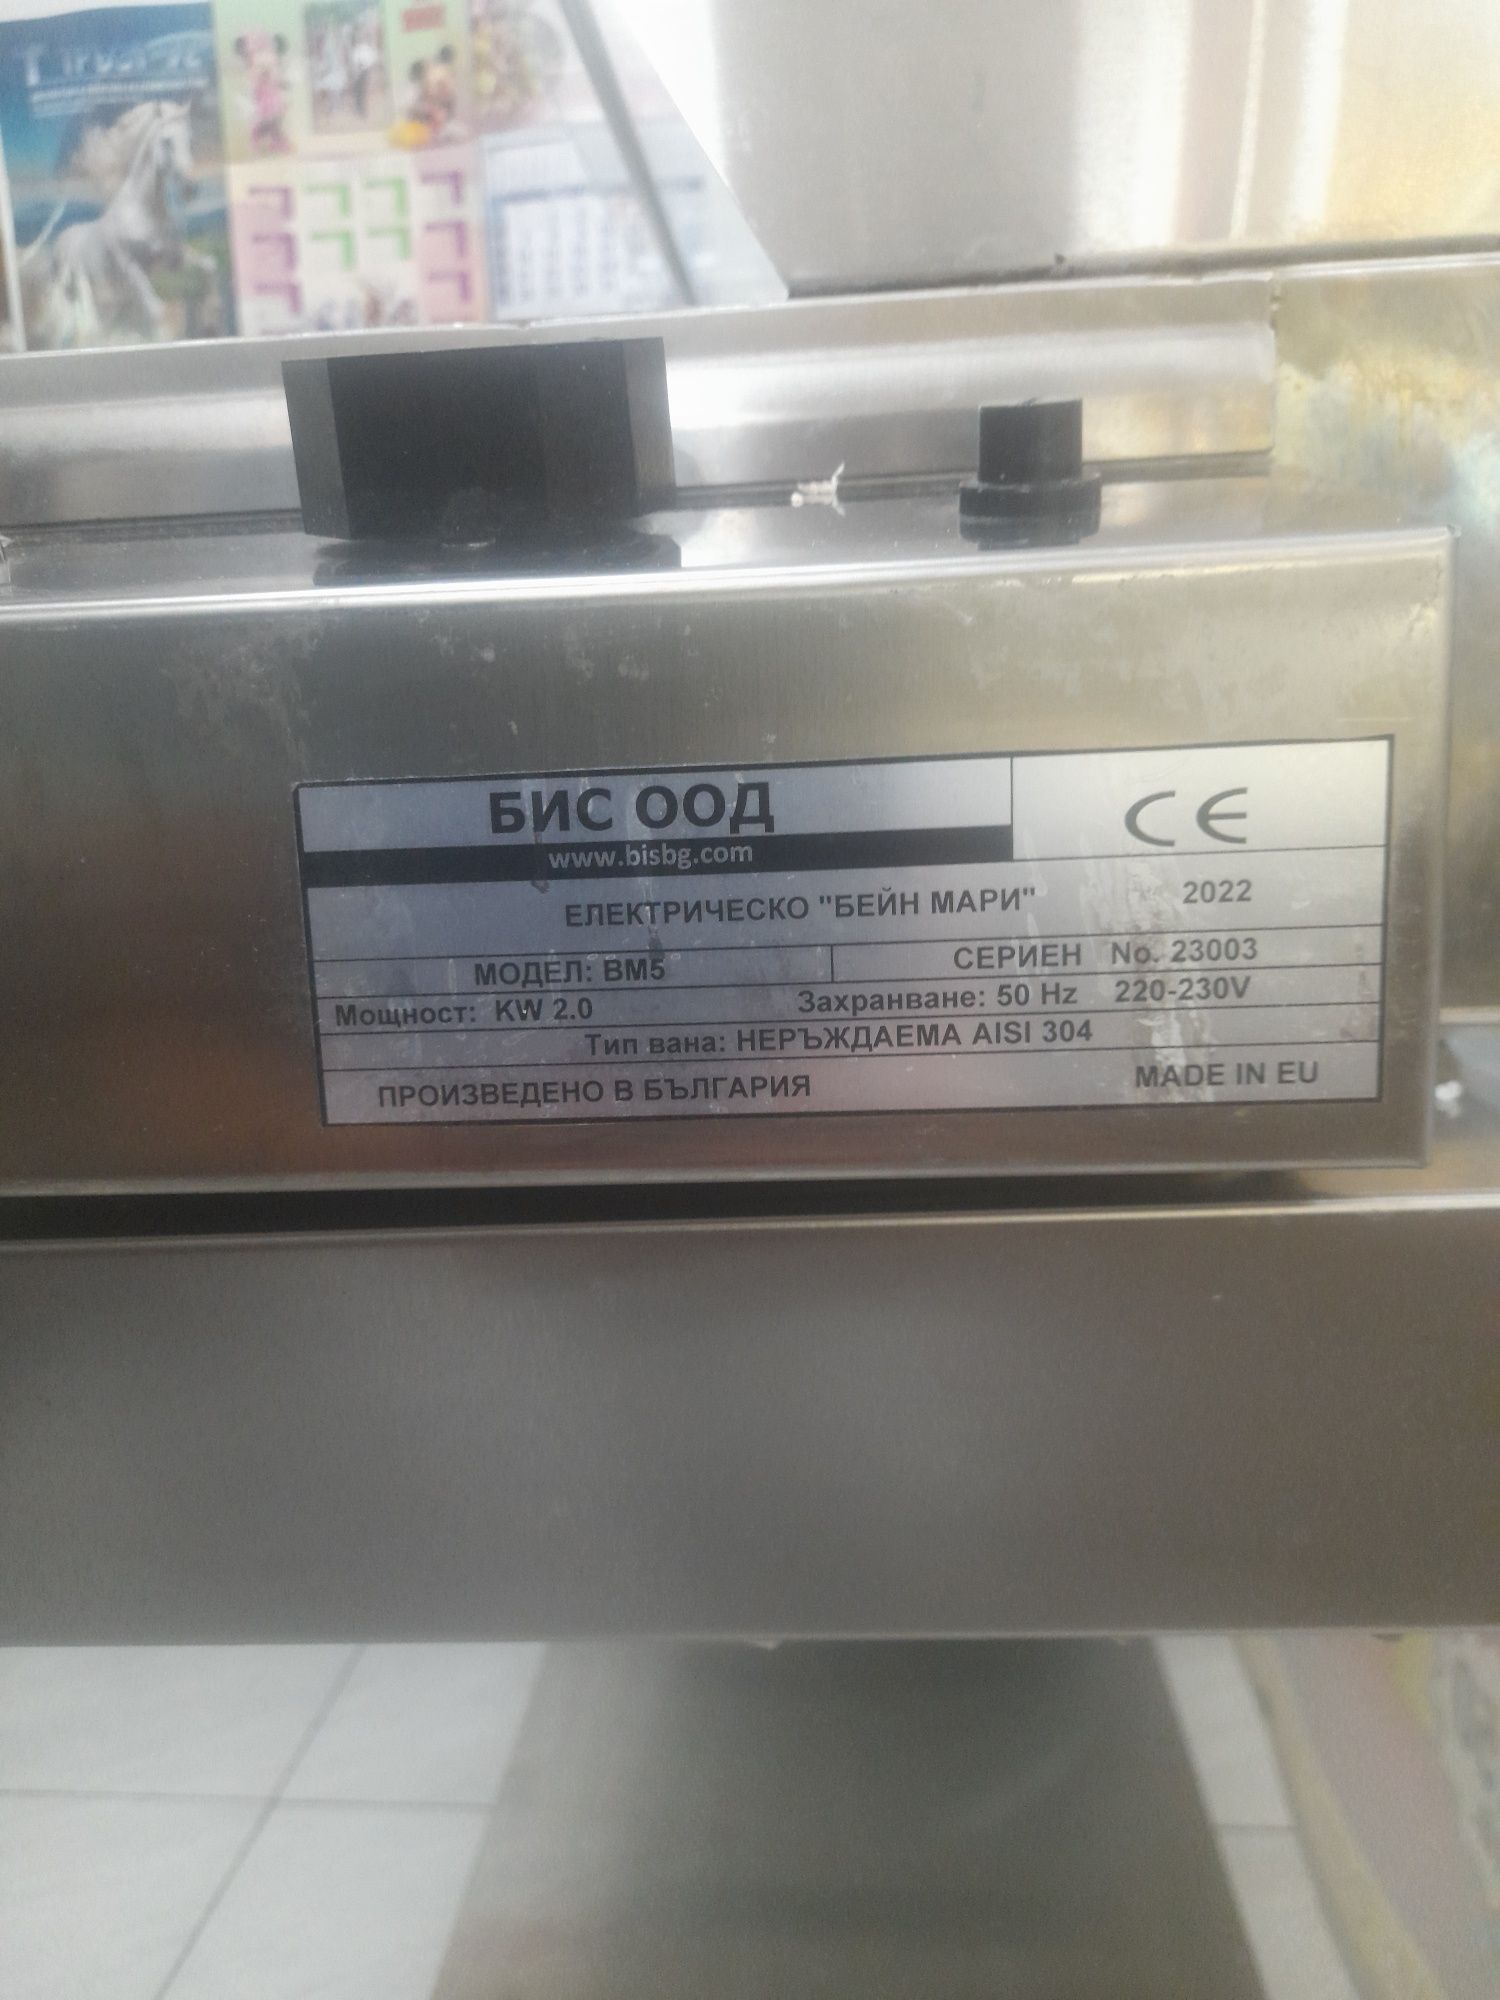 БИС ООД
www.bisbg.com
CE
ЕЛЕКТРИЧЕСКО "БЕЙН МАРИ" 2022
МОДЕЛ: BM5 СЕРИЕН No. 23003
Мощност: KW 2.0 Захранване: 50 Hz 220-230V
Тип вана: НЕРЪЖДАЕМА AISI 304
ПРОИЗВЕДЕНО В БЪЛГАРИЯ MADE IN EU